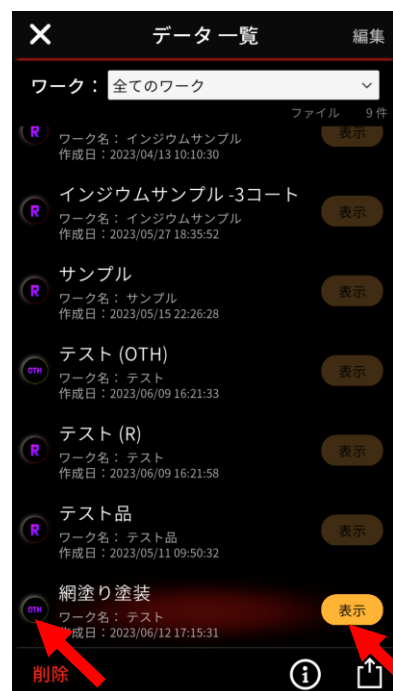 データ一覧
編集
ワーク：
全てのワーク
ファイル 9件
R
ワーク名： インジウムサンプル
作成日：2023/04/13 10:10:30
表示
インジウムサンプル -3コート
R
ワーク名： インジウムサンプル
作成日：2023/05/27 18:35:52
表示
サンプル
R
ワーク名： サンプル
作成日：2023/05/15 22:26:28
表示
テスト (OTH)
OTH
ワーク名： テスト
作成日：2023/06/09 16:21:33
表示
テスト (R)
R
ワーク名： テスト
作成日：2023/06/09 16:21:58
表示
テスト品
R
ワーク名： テスト品
作成日：2023/05/11 09:50:32
表示
網塗り塗装
OTH
ワーク名： テスト
作成日：2023/06/12 17:15:31
表示
削除